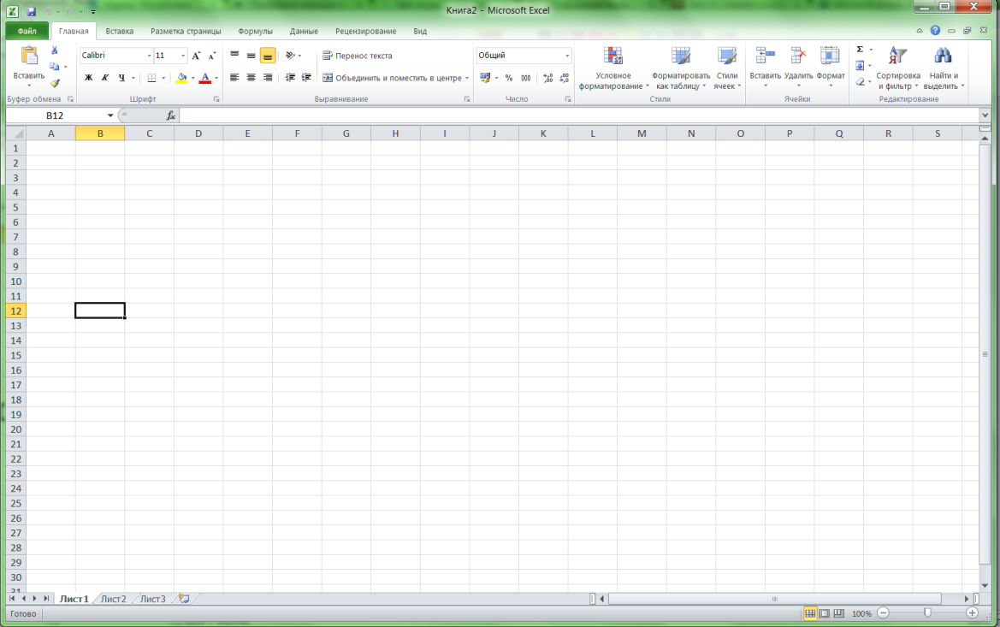 Книга2 - Microsoft Excel
Файл Главная Вставка Разметка страницы Формулы Данные Рецензирование Вид
Вставить
Буфер обмена
Calibri 11
Ж К Ч А
Шрифт
Перенос текста
Объединить и поместить в центре
Выравнивание
Общий
% 000 ,00 ,0
Число
Условное форматирование
Форматировать как таблицу
Стили ячеек
Стили
Вставить Удалить Формат
Ячейки
Σ
Сортировка и фильтр
Найти и выделить
Редактирование
B12 fx
A B C D E F G H I J K L M N O P Q R S
1
2
3
4
5
6
7
8
9
10
11
12
13
14
15
16
17
18
19
20
21
22
23
24
25
26
27
28
29
30
31
Лист1 Лист2 Лист3
Готово 100%